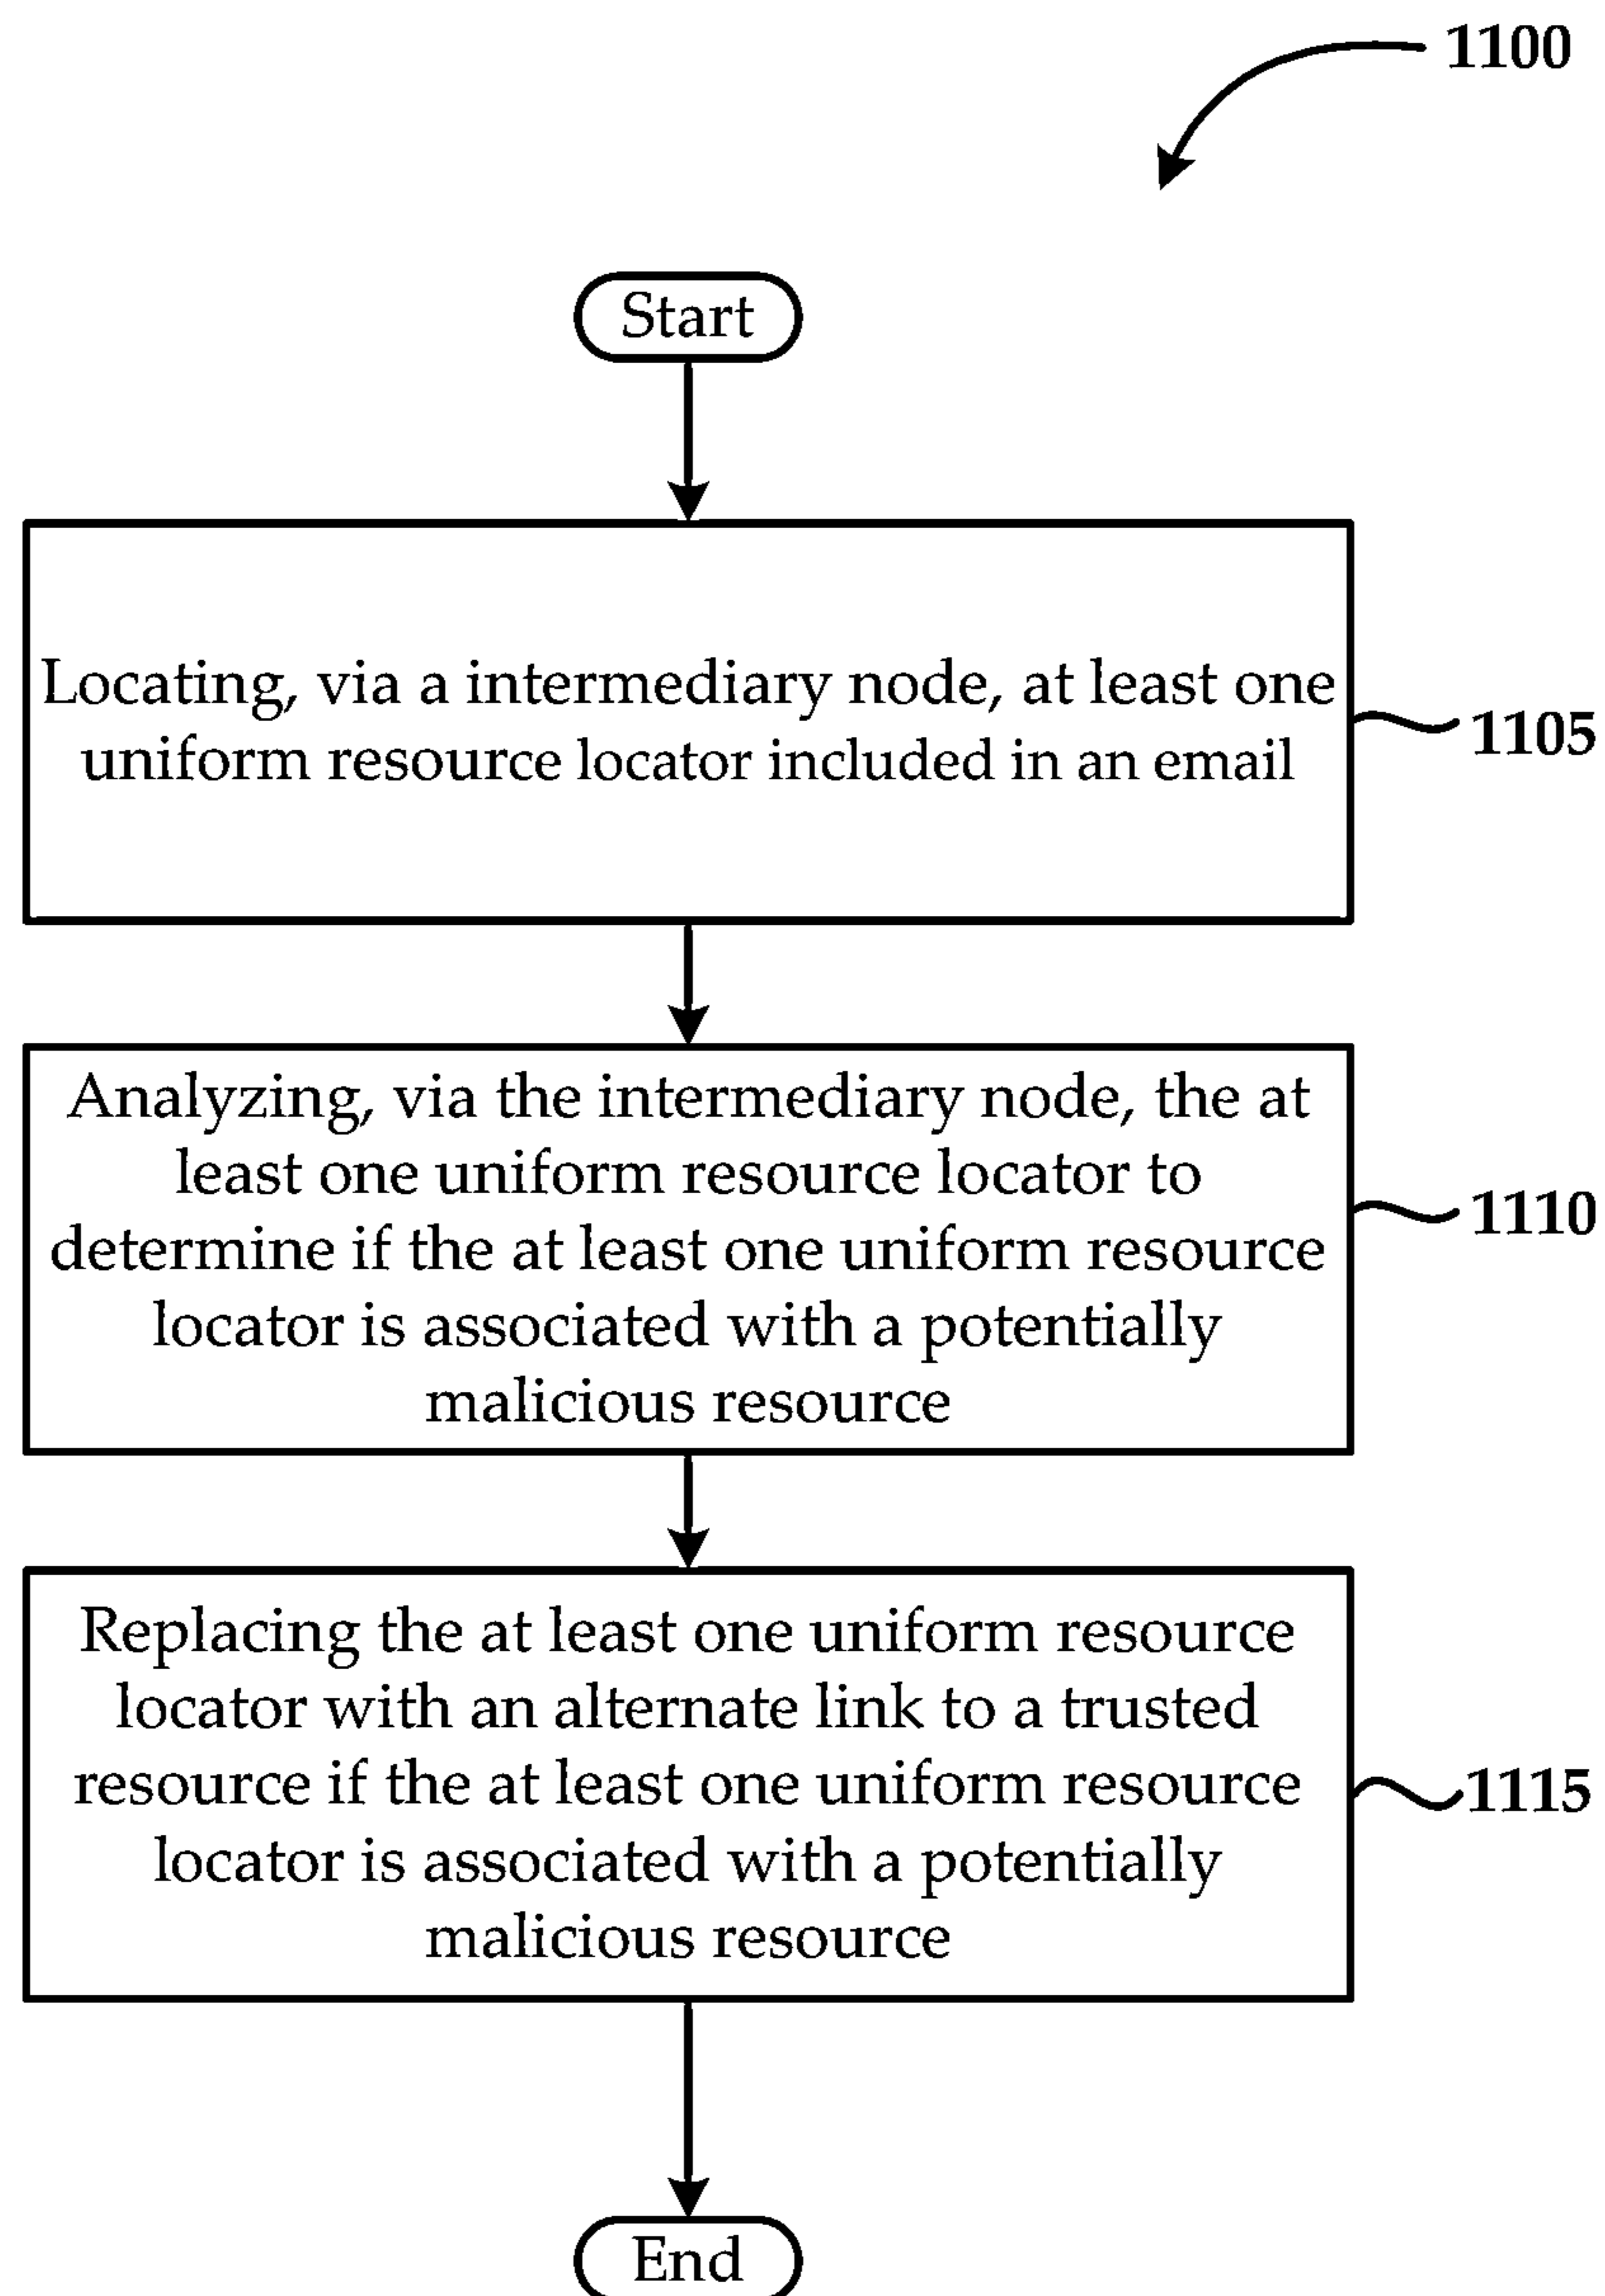 1100
Start
Locating, via a intermediary node, at least one
uniform resource locator included in an email
1105
Analyzing, via the intermediary node, the at
least one uniform resource locator to
determine if the at least one uniform resource
locator is associated with a potentially
malicious resource
1110
Replacing the at least one uniform resource
locator with an alternate link to a trusted
resource if the at least one uniform resource
locator is associated with a potentially
malicious resource
1115
End